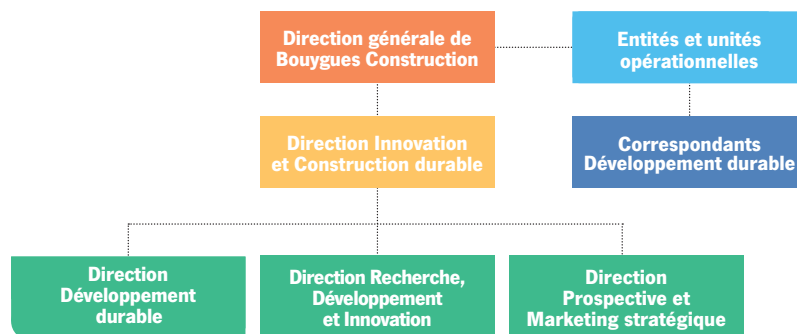 Direction générale de
Bouygues Construction
Entités et unités
opérationnelles
Direction Innovation
et Construction durable
Correspondants
Développement durable
Direction
Développement
durable
Direction Recherche,
Développement
et Innovation
Direction
Prospective et
Marketing stratégique